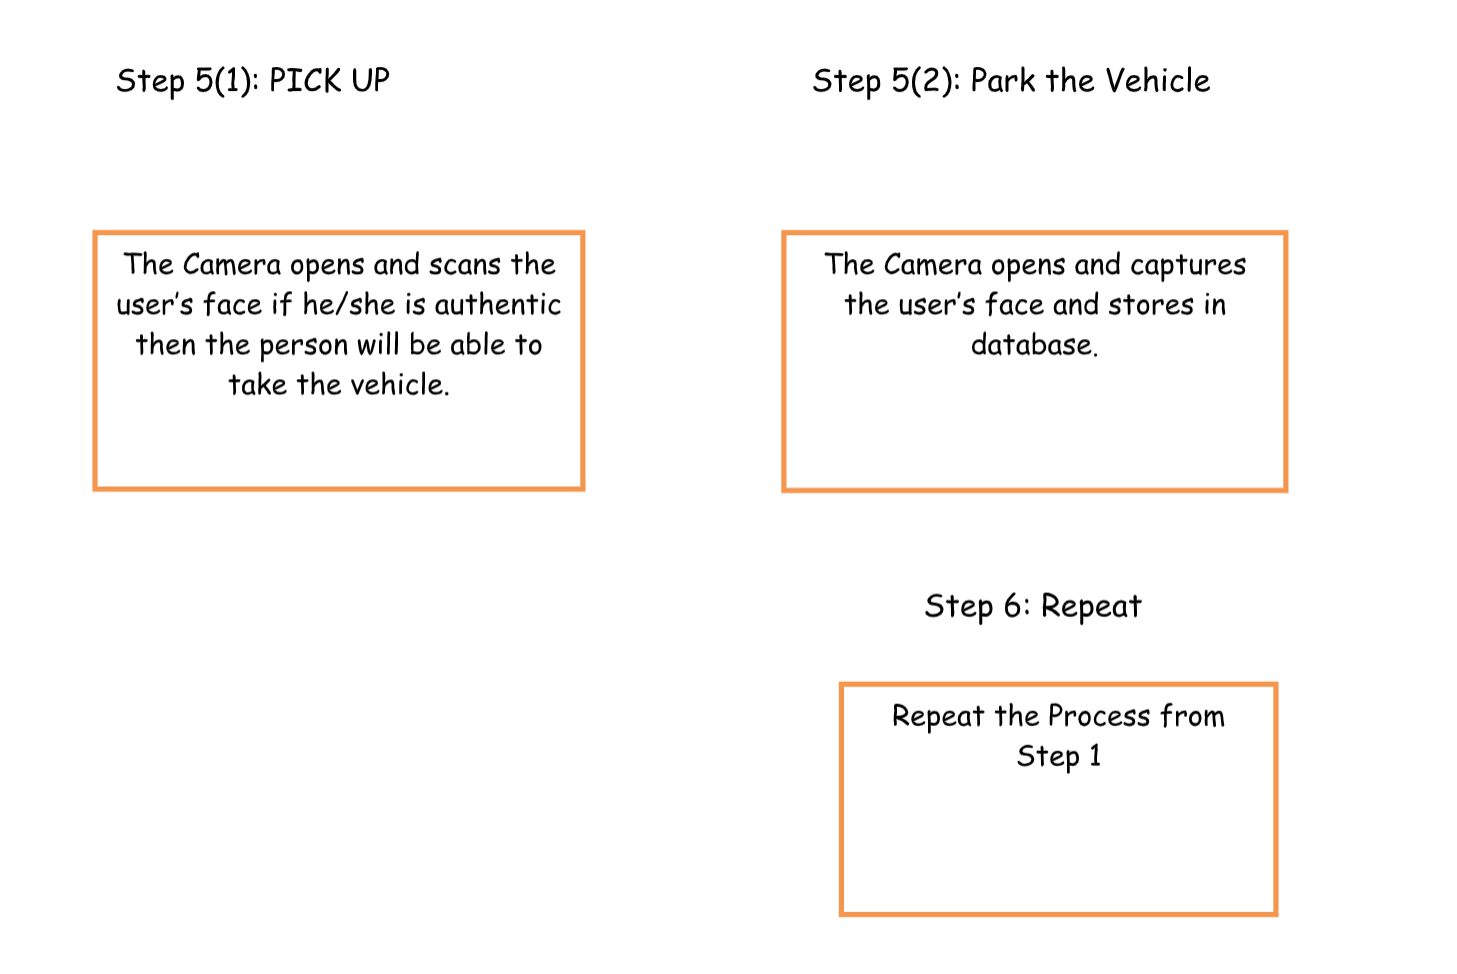 Step 5(1): PICK UP
Step 5(2): Park the Vehicle
The Camera opens and scans the
user's face if he/she is authentic
then the person will be able to
take the vehicle.
The Camera opens and captures
the user's face and stores in
database.
Step 6: Repeat
Repeat the Process from
Step 1